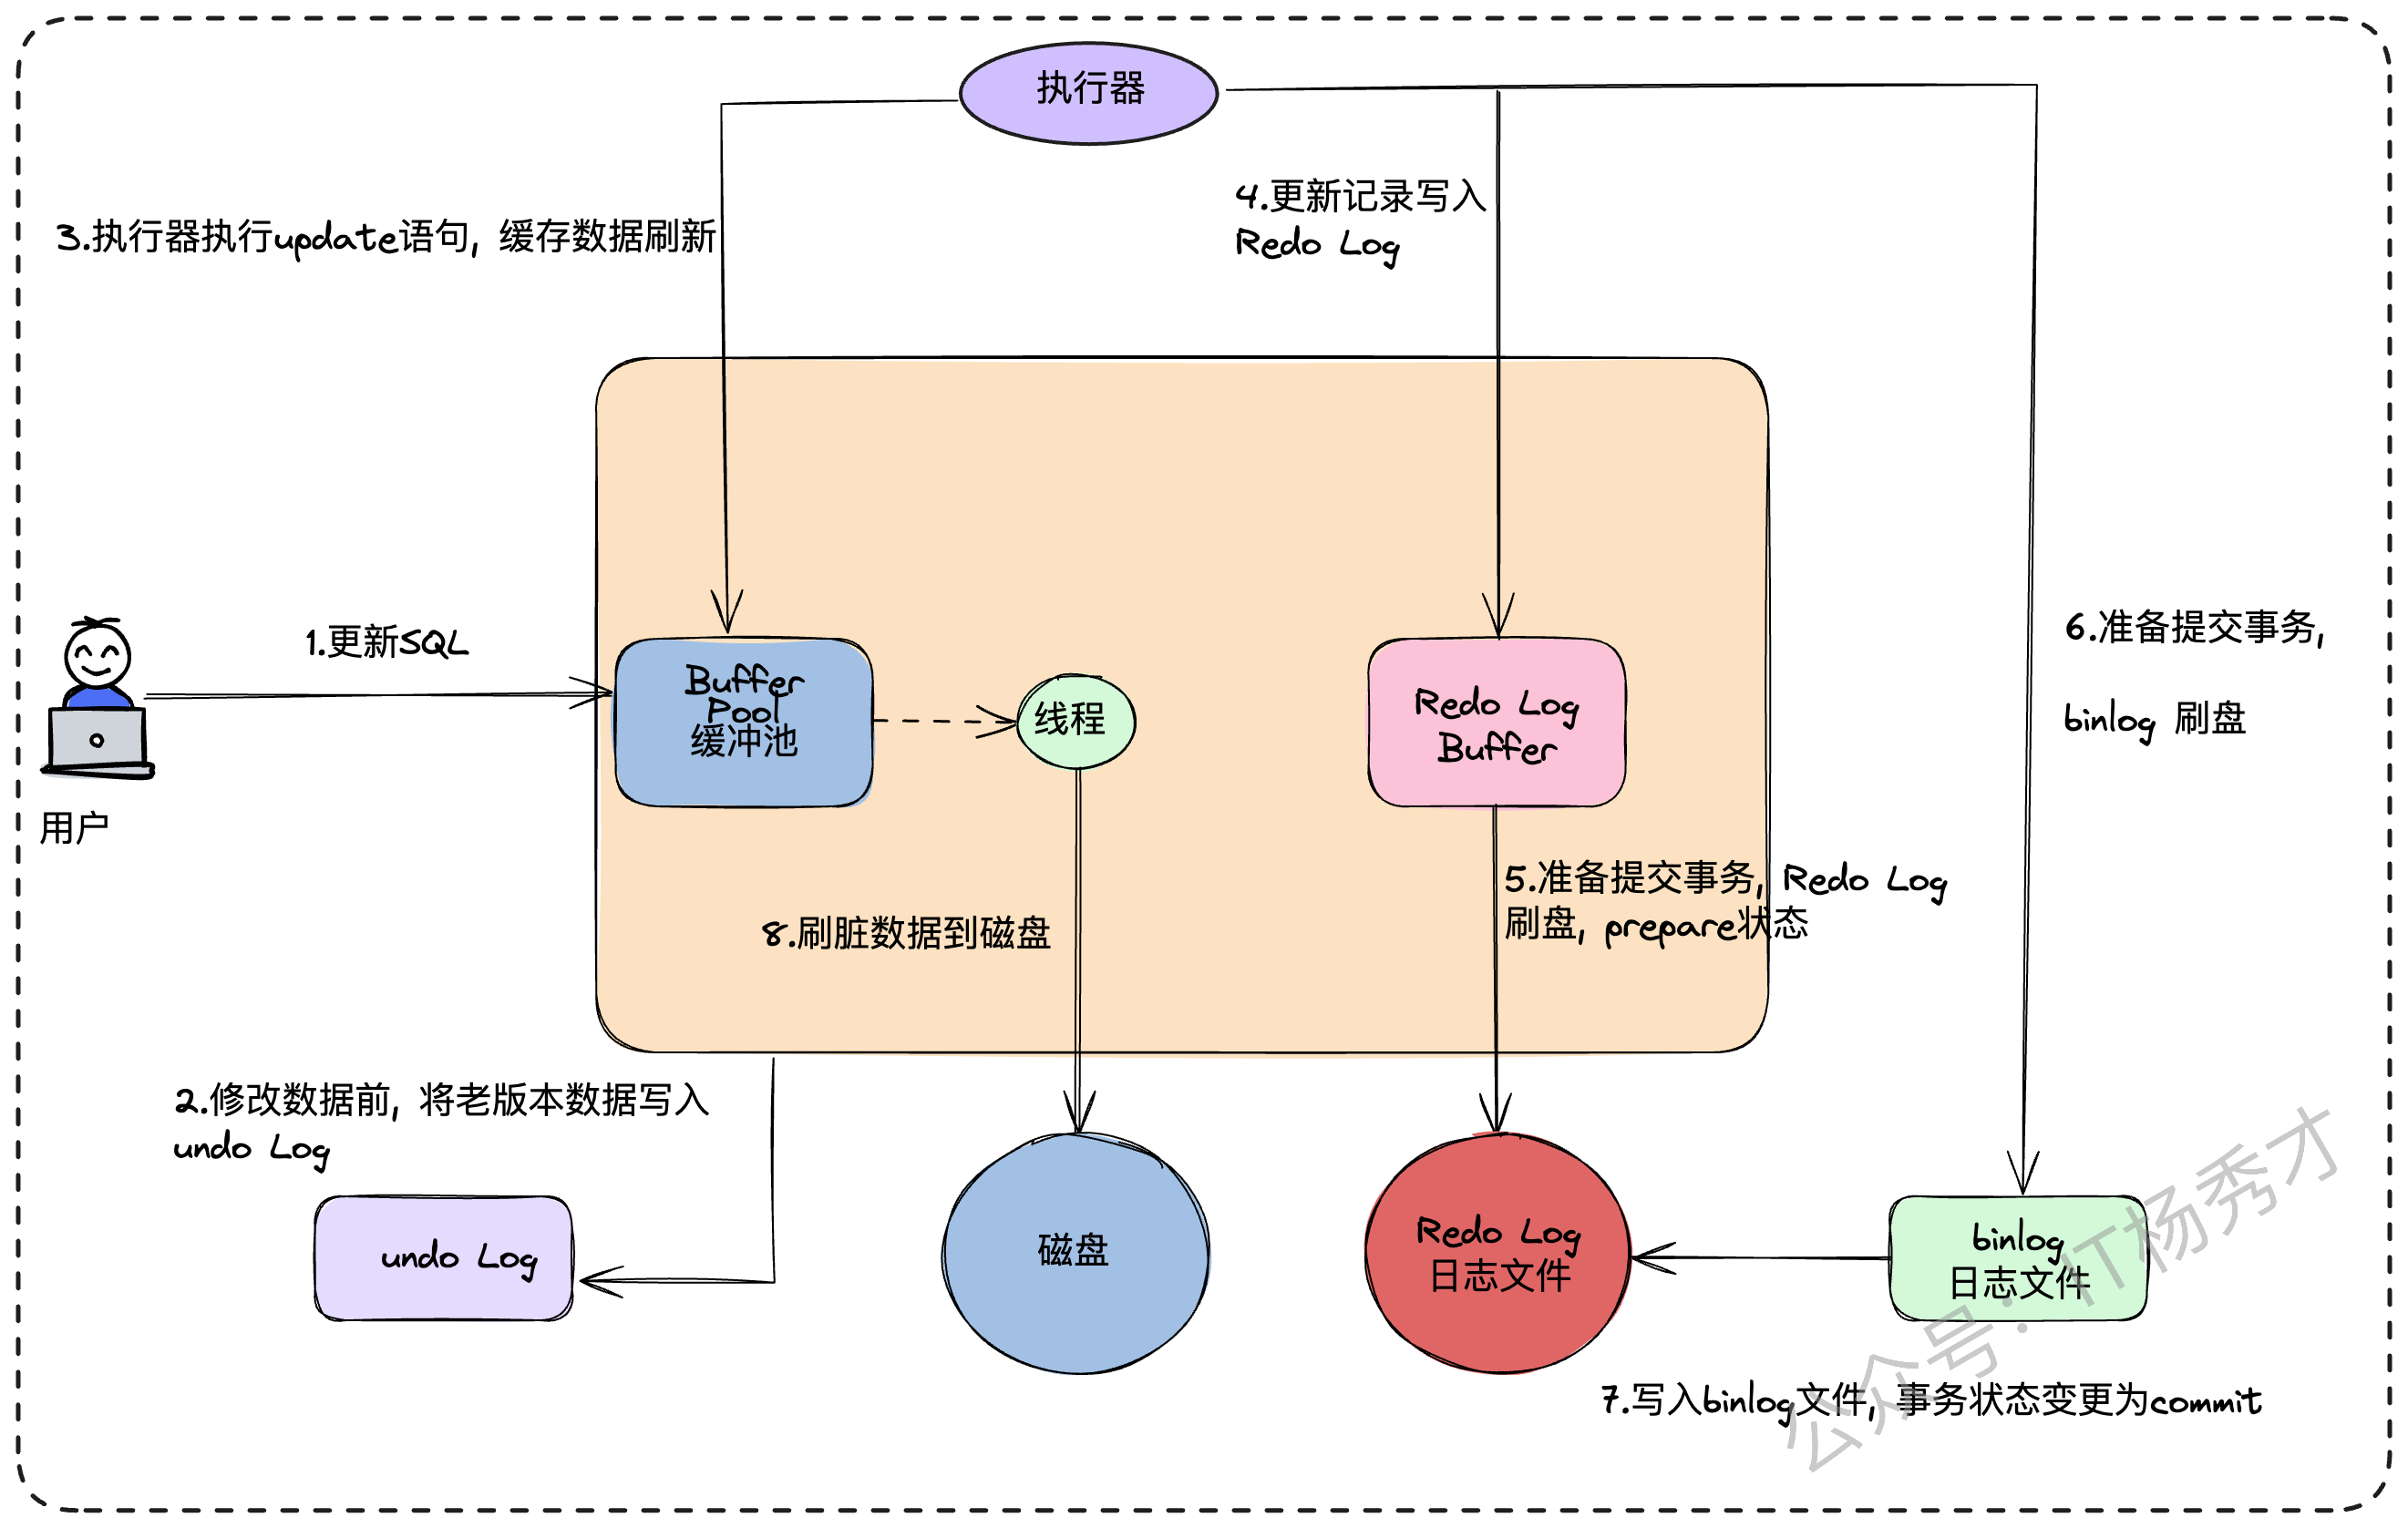 执行器
4.更新记录写入
Redo Log
3.执行器执行update语句, 缓存数据刷新
1.更新SQL
6.准备提交事务,
binlog 刷盘
Buffer
Pool
缓冲池
线程
Redo Log
Buffer
用户
5.准备提交事务, Redo Log
刷盘, prepare状态
8.刷脏数据到磁盘
2.修改数据前, 将老版本数据写入
undo Log
undo Log
磁盘
Redo Log
日志文件
binlog
日志文件
7.写入binlog文件, 事务状态变更为commit
公众号：IT杨秀才